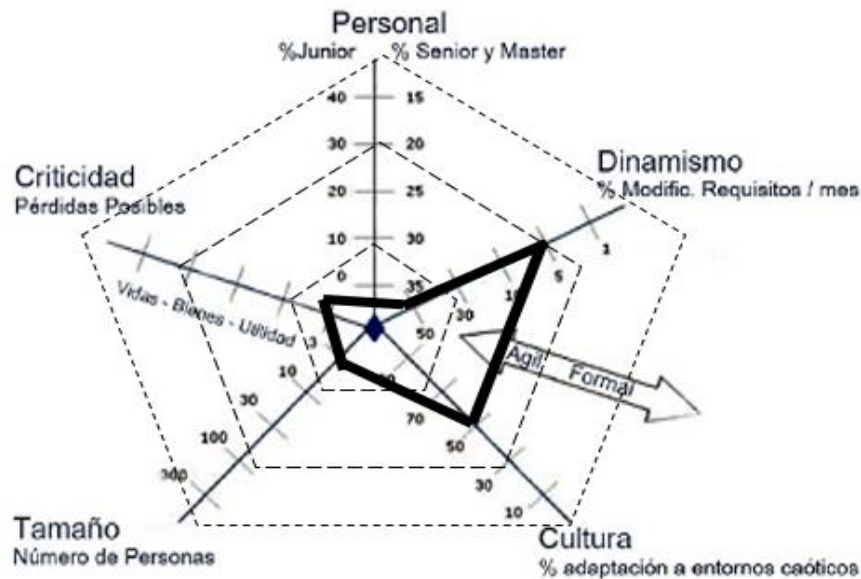 Personal
%Junior
% Senior y Master
40
15
30
20
20
25
10
30
0
35
Criticidad
Pérdidas Posibles
Vidas - Bienes - Utilidad
Dinamismo
% Modific. Requisitos / mes
1
5
10
30
50
Agil
Formal
3
10
30
100
300
Tamaño
Número de Personas
70
50
30
10
Cultura
% adaptación a entornos caóticos